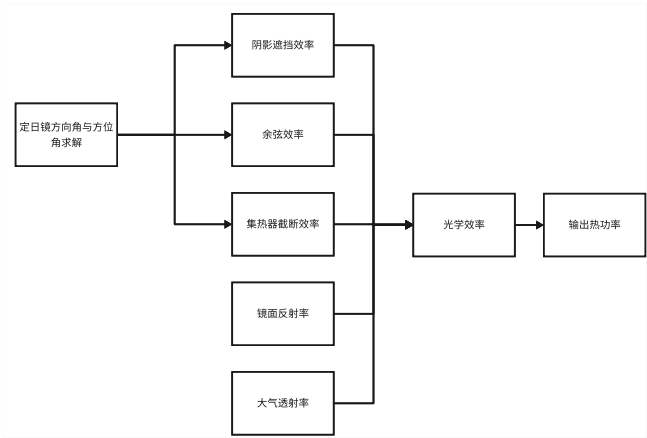 阴影遮挡效率
定日镜方向角与方位
角求解
余弦效率
集热器截断效率
光学效率
输出热功率
镜面反射率
大气透射率